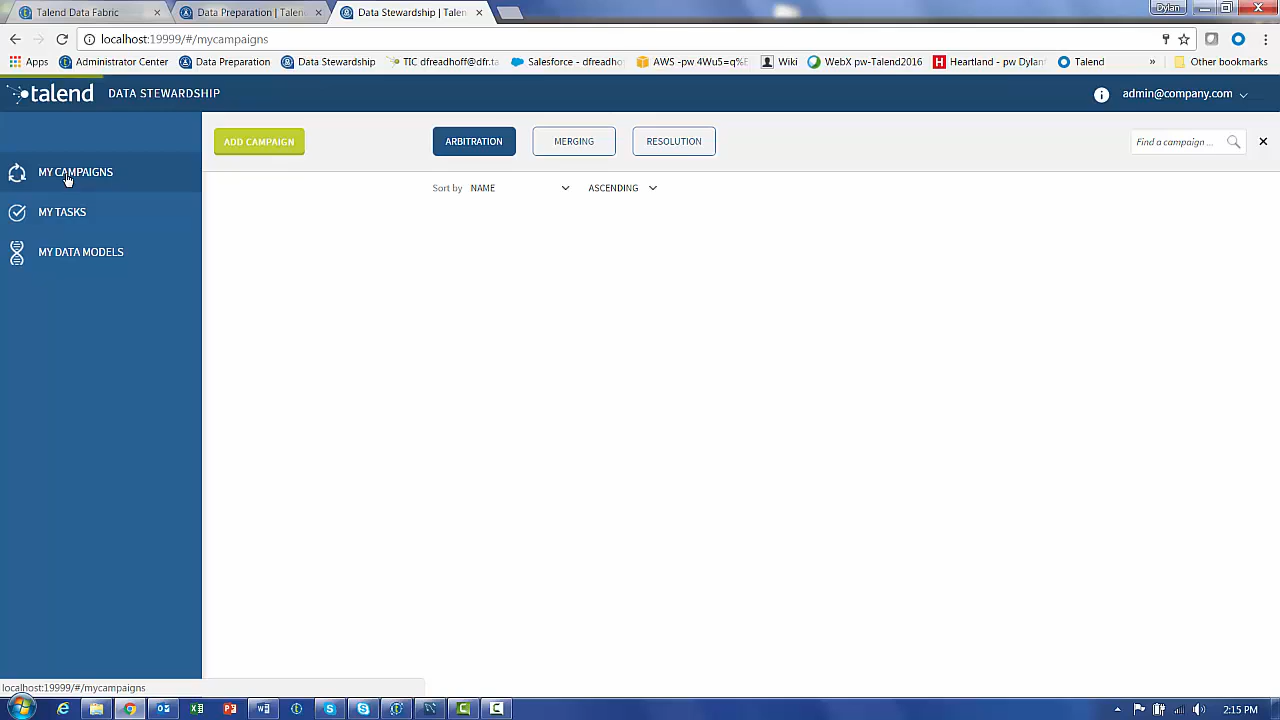 Talend Data Fabric
Data Preparation | Talen
Data Stewardship | Talen
Dylan
localhost:19999/#/mycampaigns
Apps
Administrator Center
Data Preparation
Data Stewardship
TIC dfreadhoff@dfr.ta
Salesforce - dfreadho
AWS -pw 4Wu5=q%E
Wiki
WebX pw-Talend2016
Heartland - pw Dylan
Talend
»
Other bookmarks
talend
DATA STEWARDSHIP
admin@company.com
ADD CAMPAIGN
ARBITRATION
MERGING
RESOLUTION
Find a campaign ...
MY CAMPAIGNS
Sort by NAME
ASCENDING
MY TASKS
MY DATA MODELS
localhost:19999/#/mycampaigns
2:15 PM